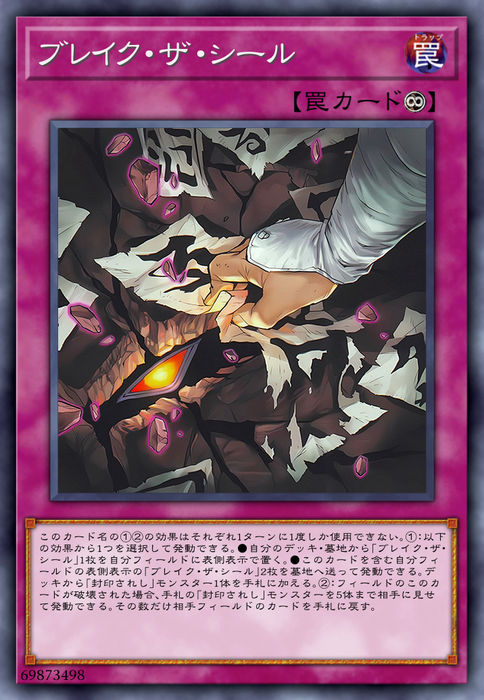 ブレイク・ザ・シール
トラップ
罠
【罠カード】
このカード名の①②の効果はそれぞれ1ターンに1度しか使用できない。①:以下
の効果から1つを選択して発動できる。●自分のデッキ・墓地から「ブレイク・ザ・
シール」1枚を自分フィールドに表側表示で置く。●このカードを含む自分フィ
ールドの表側表示の「ブレイク・ザ・シール」2枚を墓地へ送って発動できる。デ
ッキから「封印されし」モンスター1体を手札に加える。②:フィールドのこのカ
ードが破壊された場合、手札の「封印されし」モンスターを5体まで相手に見せ
て発動できる。その数だけ相手フィールドのカードを手札に戻す。
69873498